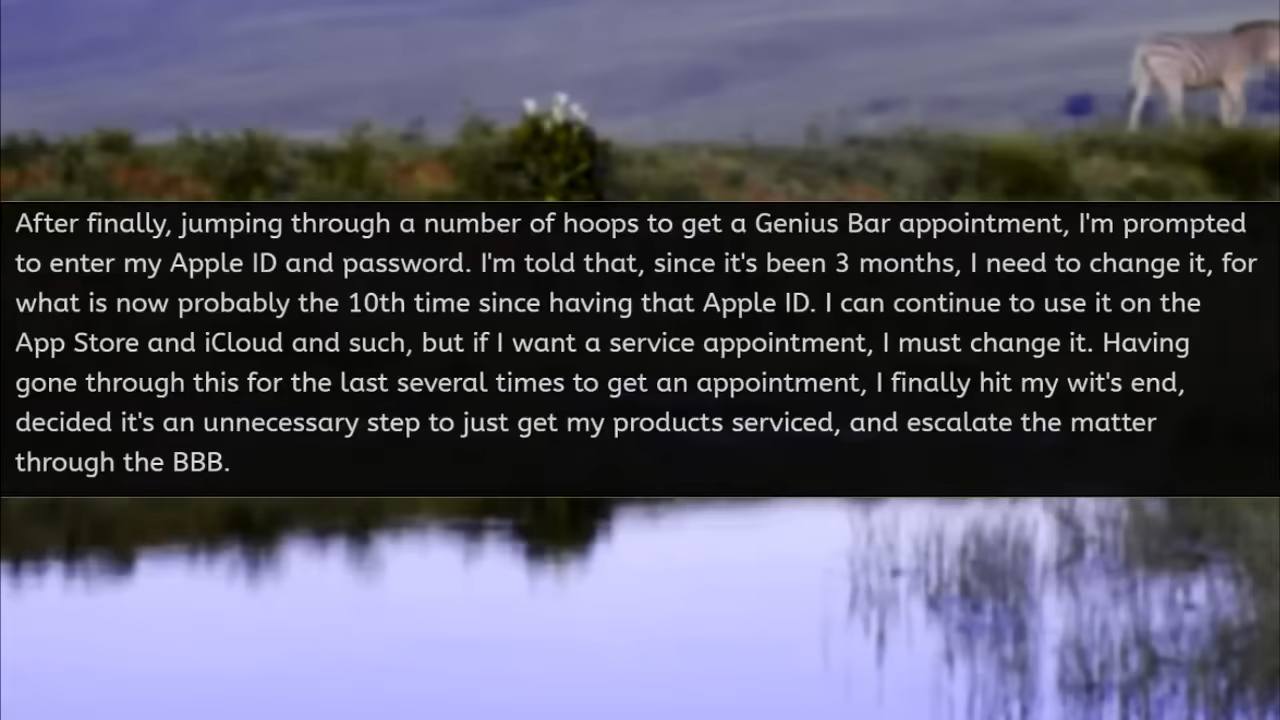 After finally, jumping through a number of hoops to get a Genius Bar appointment, I'm prompted
to enter my Apple ID and password. I'm told that, since it's been 3 months, I need to change it, for
what is now probably the 10th time since having that Apple ID. I can continue to use it on the
App Store and iCloud and such, but if I want a service appointment, I must change it. Having
gone through this for the last several times to get an appointment, I finally hit my wit's end,
decided it's an unnecessary step to just get my products serviced, and escalate the matter
through the BBB.